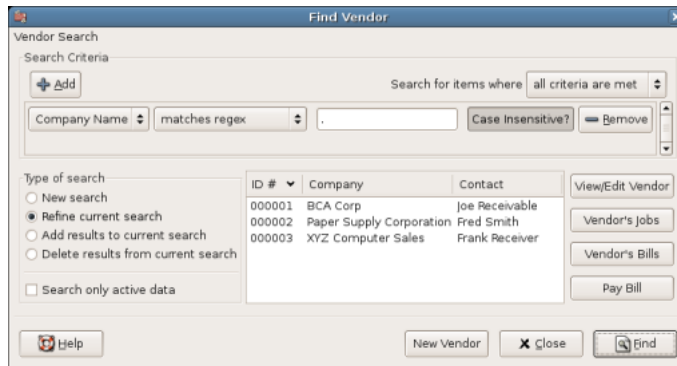 Find Vendor
Vendor Search
Search Criteria
Add
Search for items where all criteria are met
Company Name matches regex . Case Insensitive? Remove
Type of search
New search
Refine current search
Add results to current search
Delete results from current search
Search only active data
ID # Company Contact
000001 BCA Corp Joe Receivable
000002 Paper Supply Corporation Fred Smith
000003 XYZ Computer Sales Frank Receiver
View/Edit Vendor
Vendor's Jobs
Vendor's Bills
Pay Bill
Help New Vendor Close Find